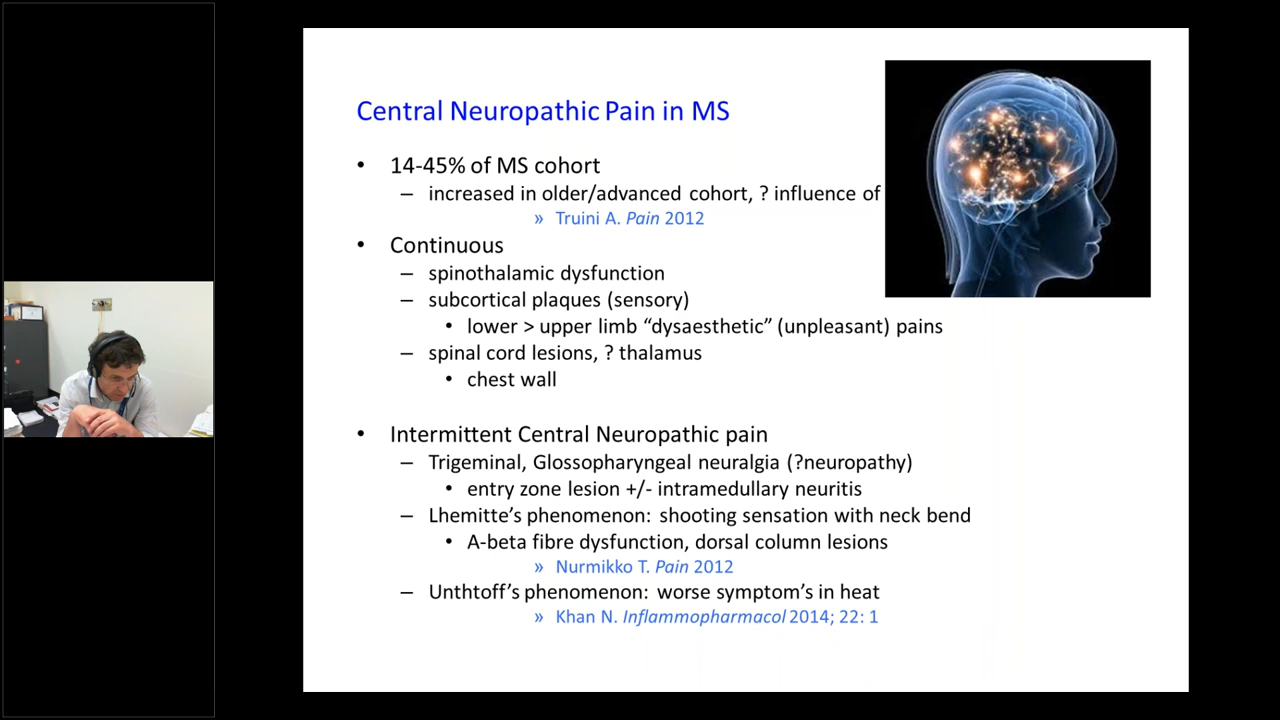 Central Neuropathic Pain in MS
• 14-45% of MS cohort
– increased in older/advanced cohort, ? influence of
» Truini A. Pain 2012
• Continuous
– spinothalamic dysfunction
– subcortical plaques (sensory)
• lower > upper limb “dysaesthetic” (unpleasant) pains
– spinal cord lesions, ? thalamus
• chest wall
• Intermittent Central Neuropathic pain
– Trigeminal, Glossopharyngeal neuralgia (?neuropathy)
• entry zone lesion +/- intramedullary neuritis
– Lhemitte’s phenomenon: shooting sensation with neck bend
• A-beta fibre dysfunction, dorsal column lesions
» Nurmikko T. Pain 2012
– Unthtoff’s phenomenon: worse symptom’s in heat
» Khan N. Inflammopharmacol 2014; 22: 1